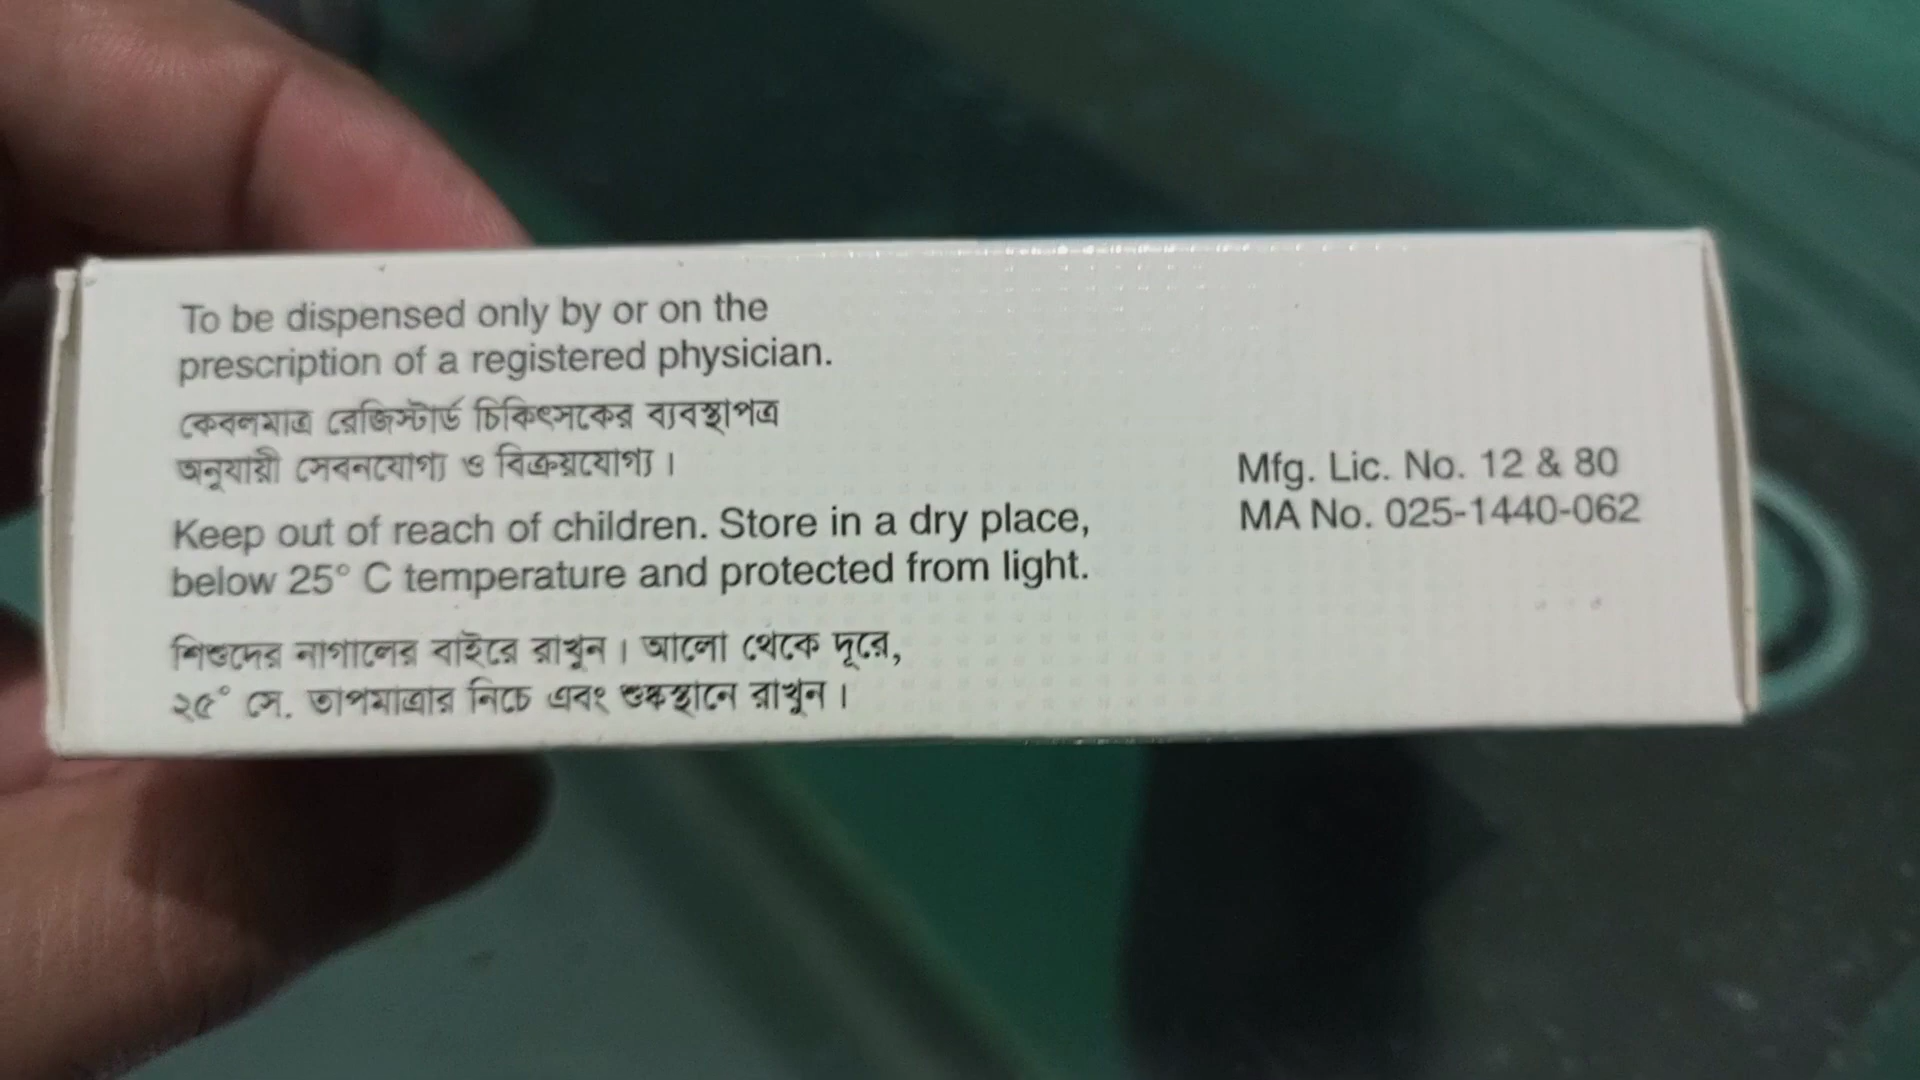 To be dispensed only by or on the
prescription of a registered physician.
কেবলমাত্র রেজিস্টার্ড চিকিৎসকের ব্যবস্থাপত্র
অনুযায়ী সেবনযোগ্য ও বিক্রয়যোগ্য।
Keep out of reach of children. Store in a dry place,
below 25° C temperature and protected from light.
শিশুদের নাগালের বাইরে রাখুন। আলো থেকে দূরে,
২৫° সে. তাপমাত্রার নিচে এবং শুষ্কস্থানে রাখুন।
Mfg. Lic. No. 12 & 80
MA No. 025-1440-062